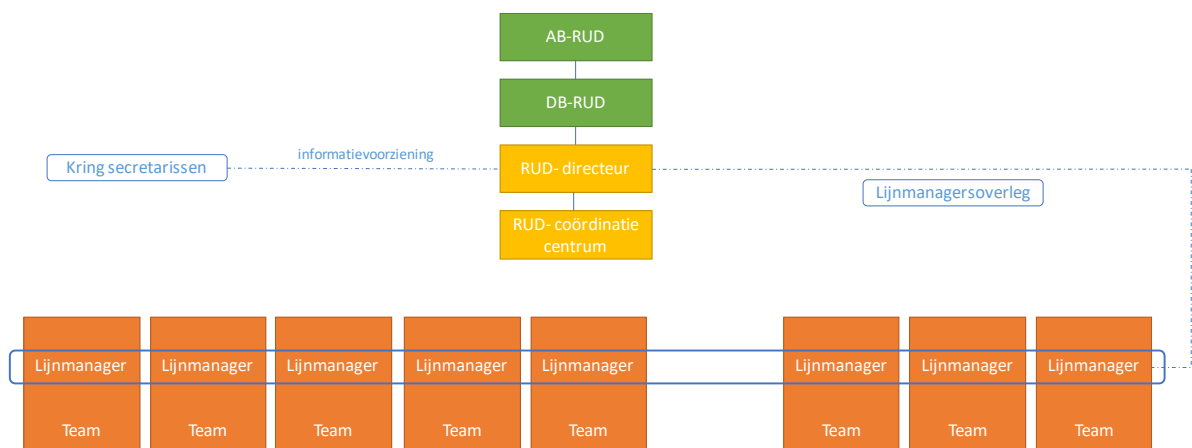 AB-RUD
DB-RUD
informatievoorziening
Kring secretarissen
RUD- directeur
Lijnmanagersoverleg
RUD- coördinatie
centrum
Lijnmanager Lijnmanager Lijnmanager Lijnmanager Lijnmanager Lijnmanager Lijnmanager Lijnmanager
Team Team Team Team Team Team Team Team